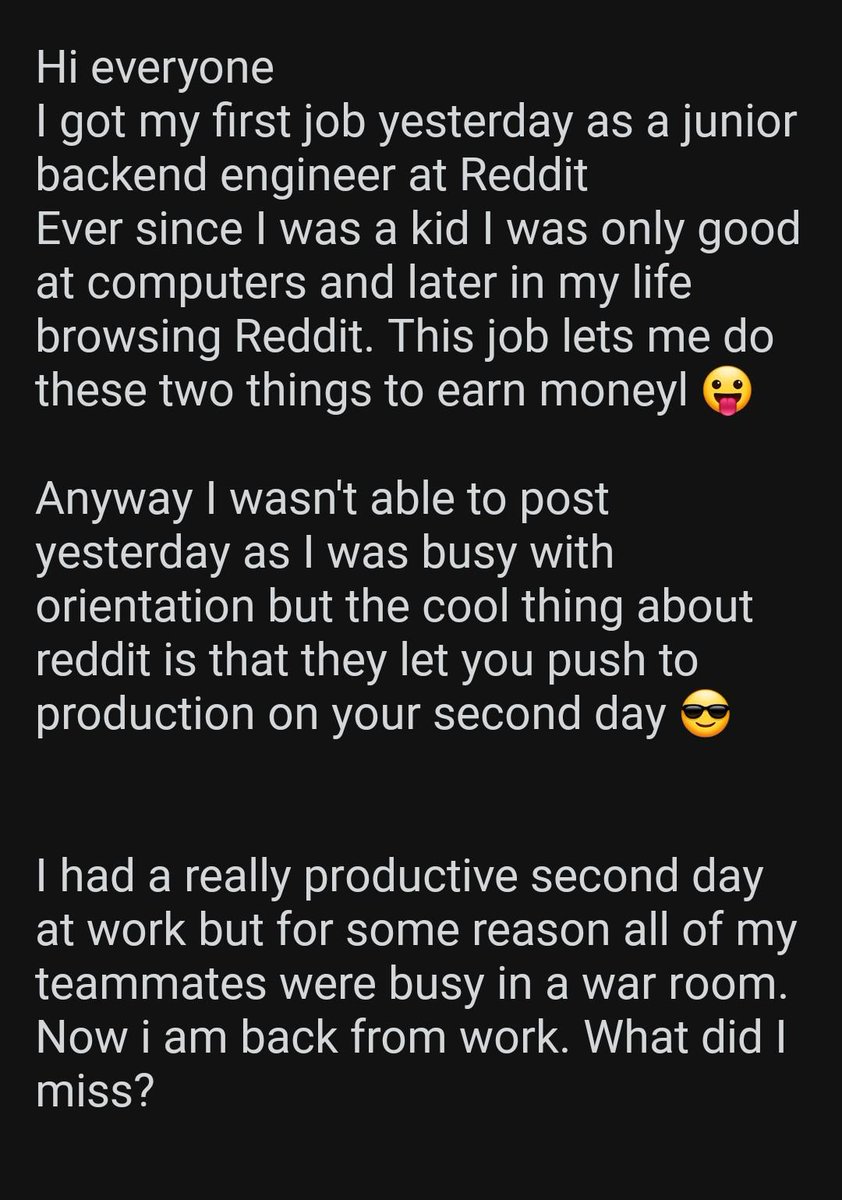 Hi everyone
I got my first job yesterday as a junior
backend engineer at Reddit
Ever since I was a kid I was only good
at computers and later in my life
browsing Reddit. This job lets me do
these two things to earn moneyl 😛
Anyway I wasn't able to post
yesterday as I was busy with
orientation but the cool thing about
reddit is that they let you push to
production on your second day 😎
I had a really productive second day
at work but for some reason all of my
teammates were busy in a war room.
Now i am back from work. What did I
miss?